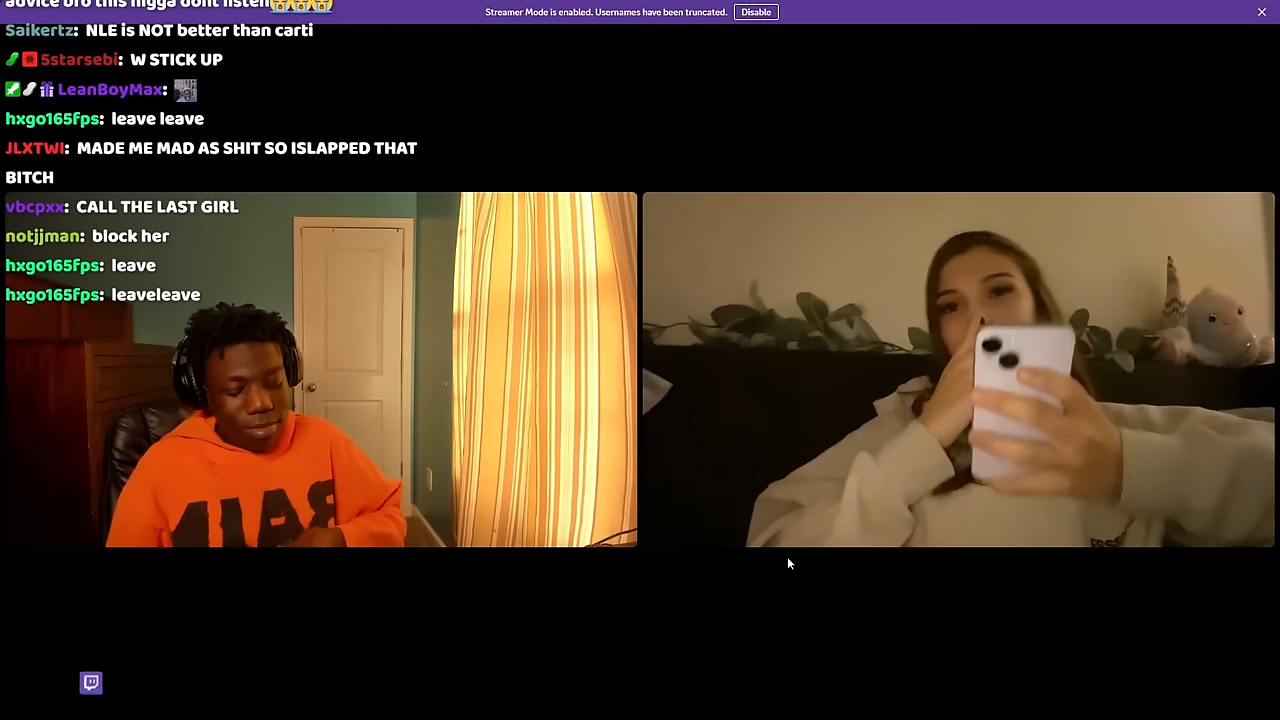 advice bro this nigga dont listen
Streamer Mode is enabled. Usernames have been truncated. Disable
Saikertz: NLE is NOT better than carti
5starsebi: W STICK UP
LeanBoyMax:
hxgo165fps: leave leave
JLXTWI: MADE ME MAD AS SHIT SO ISLAPPED THAT
BITCH
vbcpxx: CALL THE LAST GIRL
notjjman: block her
hxgo165fps: leave
hxgo165fps: leaveleave